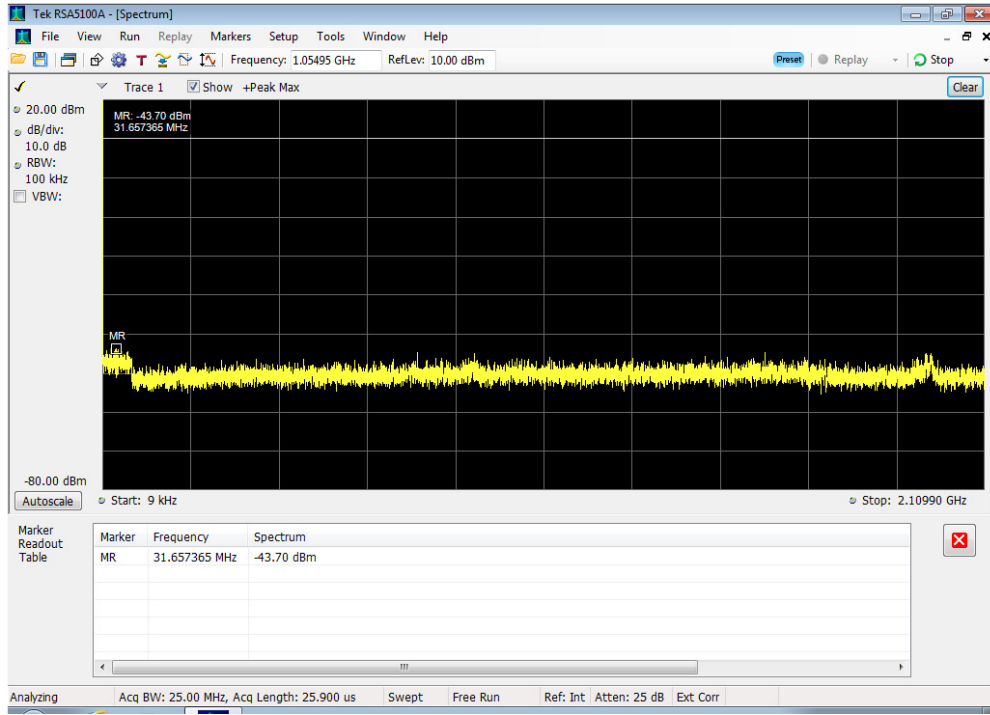 Tek RSA5100A - [Spectrum]
File View Run Replay Markers Setup Tools Window Help
T Frequency: 1.05495 GHz RefLev: 10.00 dBm Preset Replay Stop
Trace 1 Show +Peak Max Clear
20.00 dBm
dB/div:
10.0 dB
RBW:
100 kHz
VBW:
MR: -43.70 dBm
31.657365 MHz
MR
-80.00 dBm
Autoscale Start: 9 kHz Stop: 2.10990 GHz
Marker
Readout
Table
Marker Frequency Spectrum
MR 31.657365 MHz -43.70 dBm
Analyzing Acq BW: 25.00 MHz, Acq Length: 25.900 us Swept Free Run Ref: Int Atten: 25 dB Ext Corr